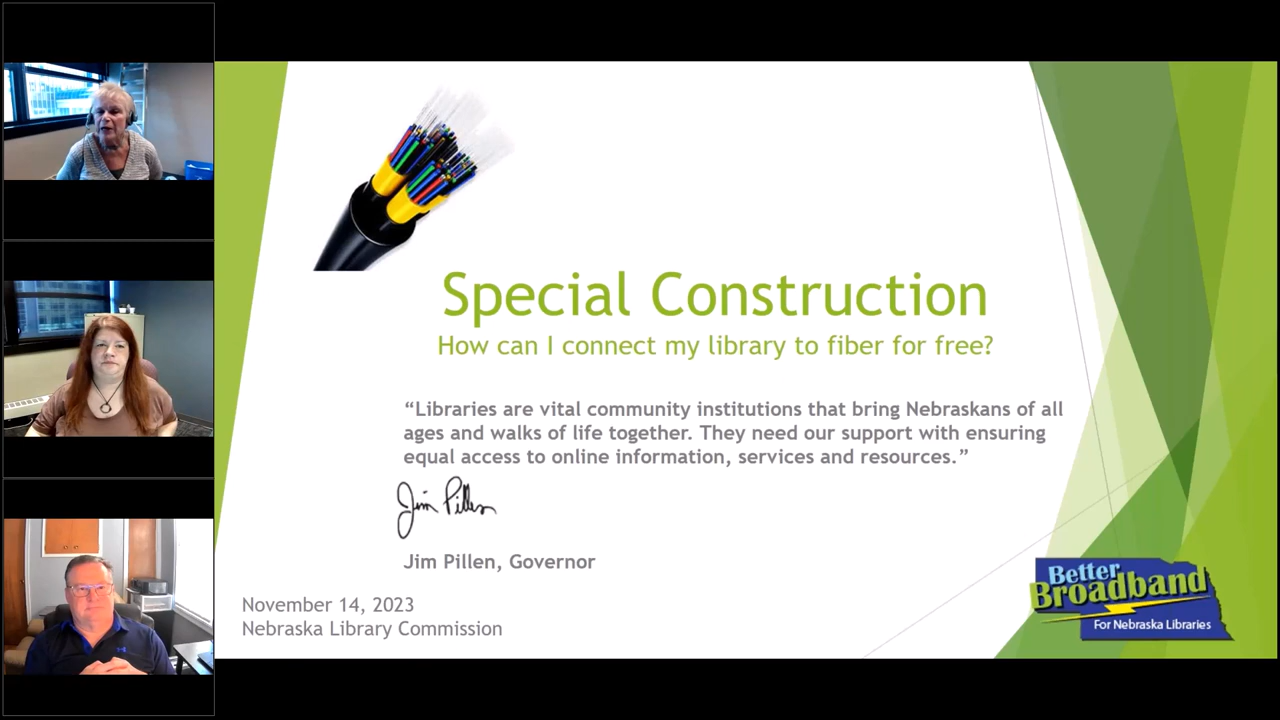 Special Construction
How can I connect my library to fiber for free?
“Libraries are vital community institutions that bring Nebraskans of all
ages and walks of life together. They need our support with ensuring
equal access to online information, services and resources.”
Jim Pillen
Jim Pillen, Governor
November 14, 2023
Nebraska Library Commission
Better
Broadband
For Nebraska Libraries